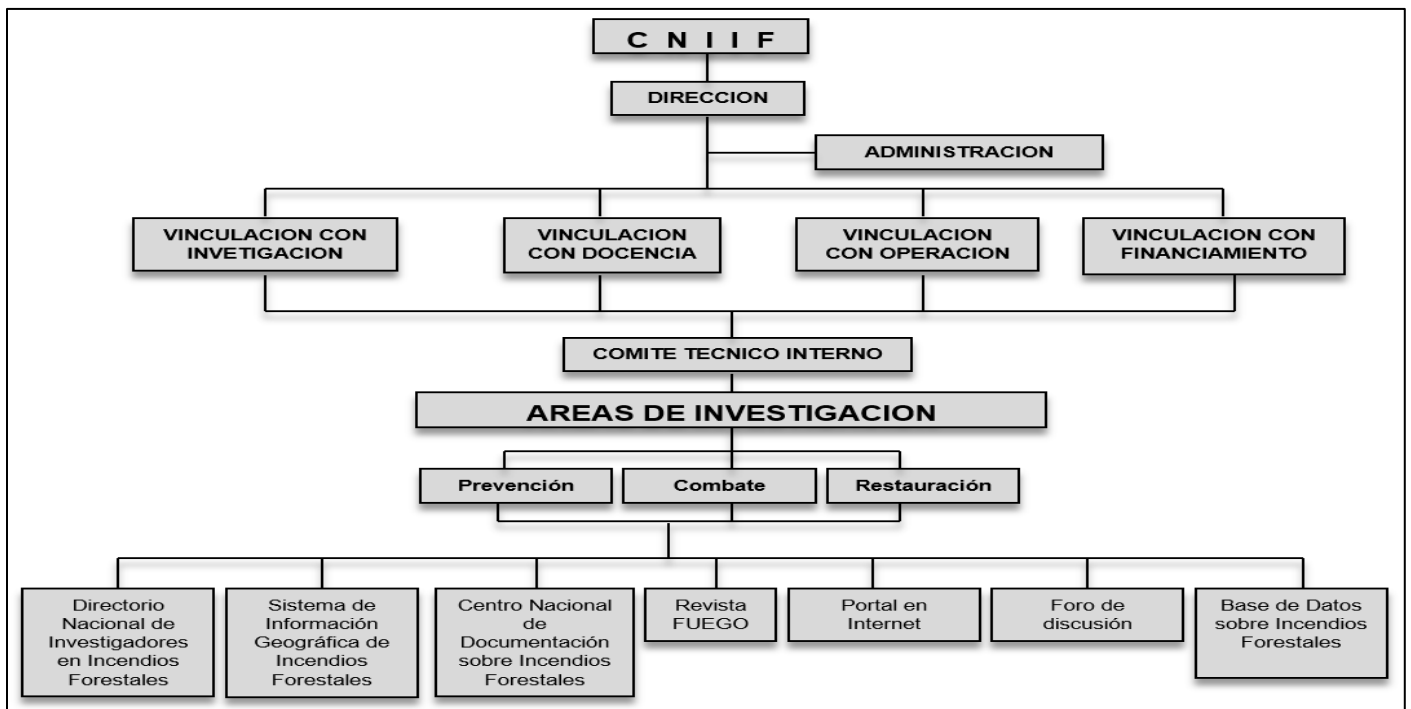 C N I I F
DIRECCION
ADMINISTRACION
VINCULACION CON
INVETIGACION
VINCULACION
CON DOCENCIA
VINCULACION
CON OPERACION
VINCULACION CON
FINANCIAMIENTO
COMITE TECNICO INTERNO
AREAS DE INVESTIGACION
Prevención
Combate
Restauración
Directorio
Nacional de
Investigadores
en Incendios
Forestales
Sistema de
Información
Geográfica de
Incendios
Forestales
Centro Nacional
de
Documentación
sobre Incendios
Forestales
Revista
FUEGO
Portal en
Internet
Foro de
discusión
Base de Datos
sobre Incendios
Forestales